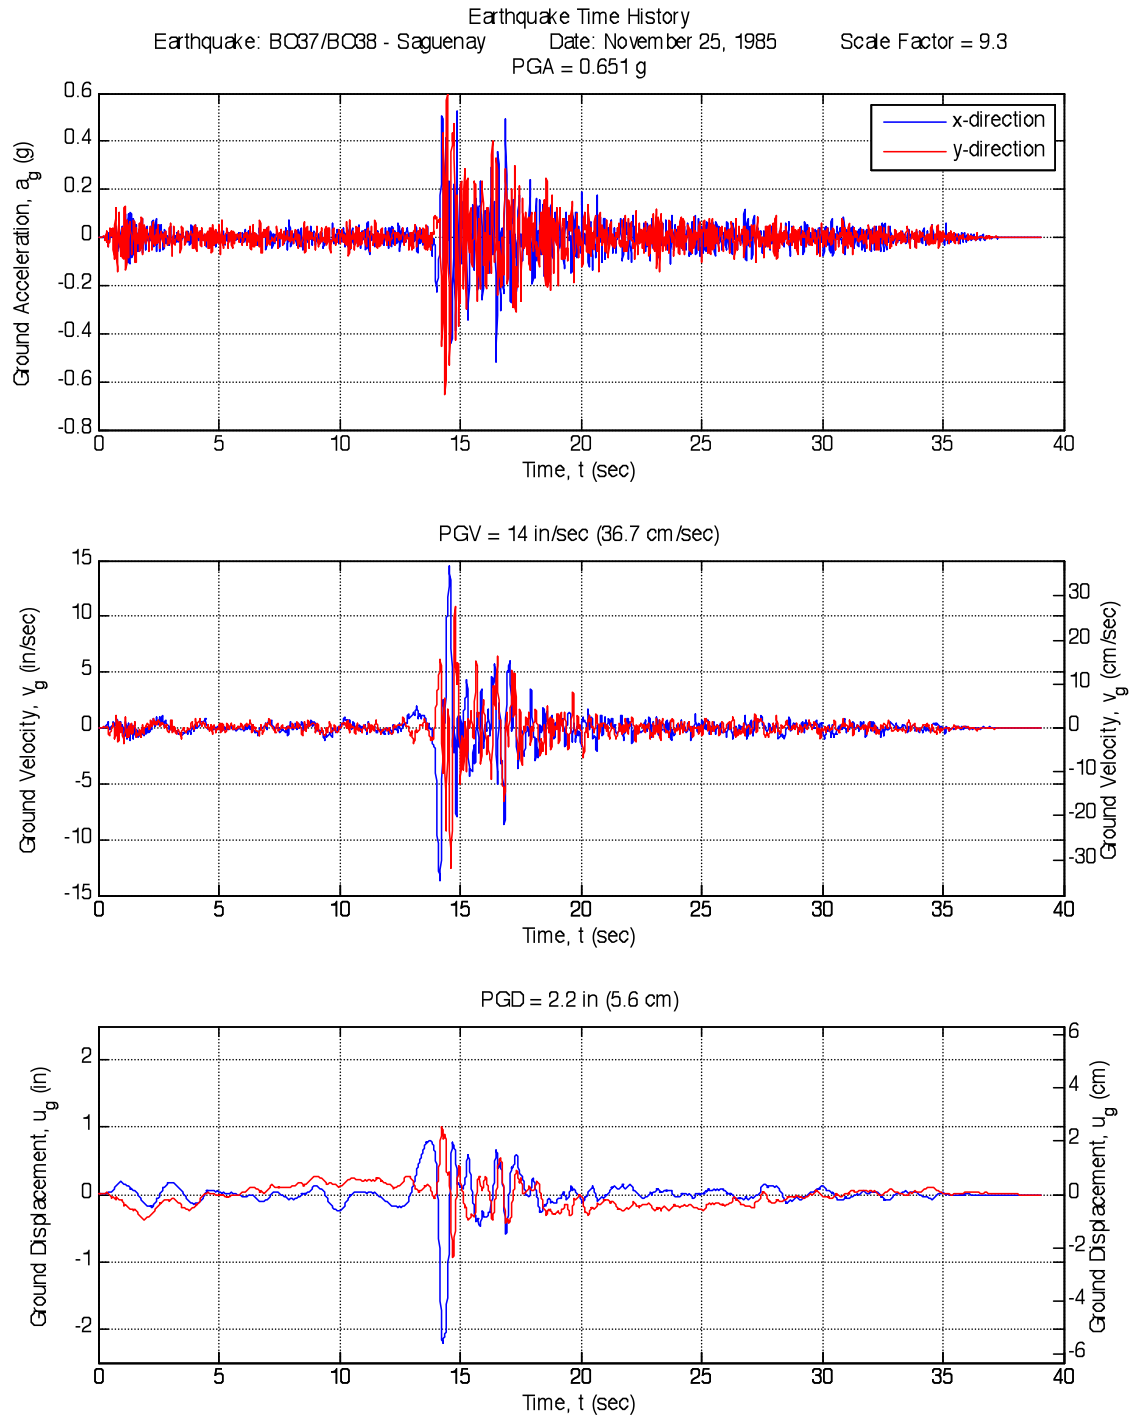 Earthquake Time History
Earthquake: BO37/BO38 - Saguenay Date: November 25, 1985 Scale Factor = 9.3
PGA = 0.651 g
0.6
0.4
0.2
0
-0.2
-0.4
-0.6
-0.8
Ground Acceleration, a_g (g)
x-direction
y-direction
0 5 10 15 20 25 30 35 40
Time, t (sec)
PGV = 14 in/sec (36.7 cm/sec)
15
10
5
0
-5
-10
-15
Ground Velocity, v_g (in/sec)
30
20
10
0
-10
-20
-30
Ground Velocity, v_g (cm/sec)
0 5 10 15 20 25 30 35 40
Time, t (sec)
PGD = 2.2 in (5.6 cm)
2
1
0
-1
-2
Ground Displacement, u_g (in)
6
4
2
0
-2
-4
-6
Ground Displacement, u_g (cm)
0 5 10 15 20 25 30 35 40
Time, t (sec)